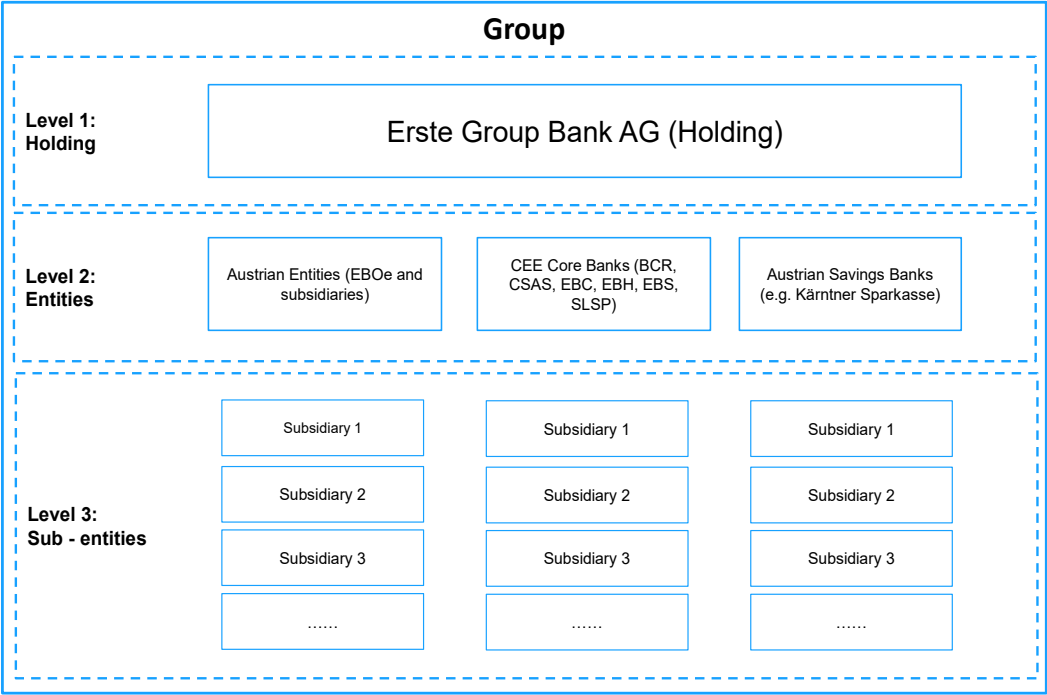 Group
Level 1:
Holding
Erste Group Bank AG (Holding)
Level 2:
Entities
Austrian Entities (EBOe and
subsidiaries)
CEE Core Banks (BCR,
CSAS, EBC, EBH, EBS,
SLSP)
Austrian Savings Banks
(e.g. Kärntner Sparkasse)
Level 3:
Sub - entities
Subsidiary 1
Subsidiary 2
Subsidiary 3
......
Subsidiary 1
Subsidiary 2
Subsidiary 3
......
Subsidiary 1
Subsidiary 2
Subsidiary 3
......